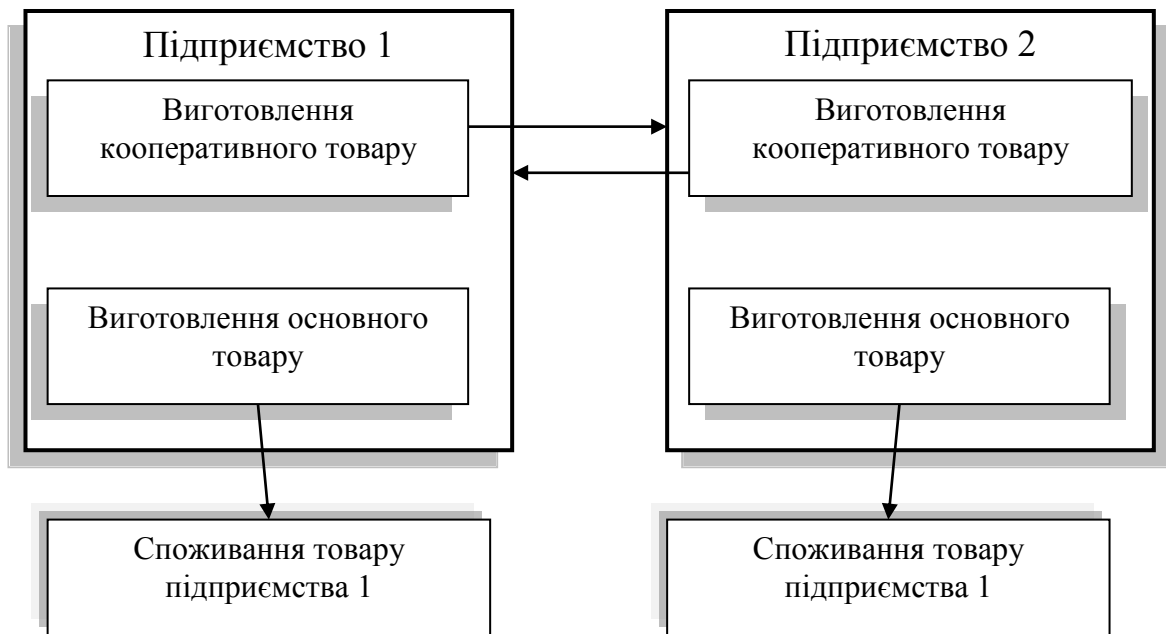 Підприємство 1
Виготовлення
кооперативного товару
Виготовлення основного
товару
Споживання товару
підприємства 1
Підприємство 2
Виготовлення
кооперативного товару
Виготовлення основного
товару
Споживання товару
підприємства 1